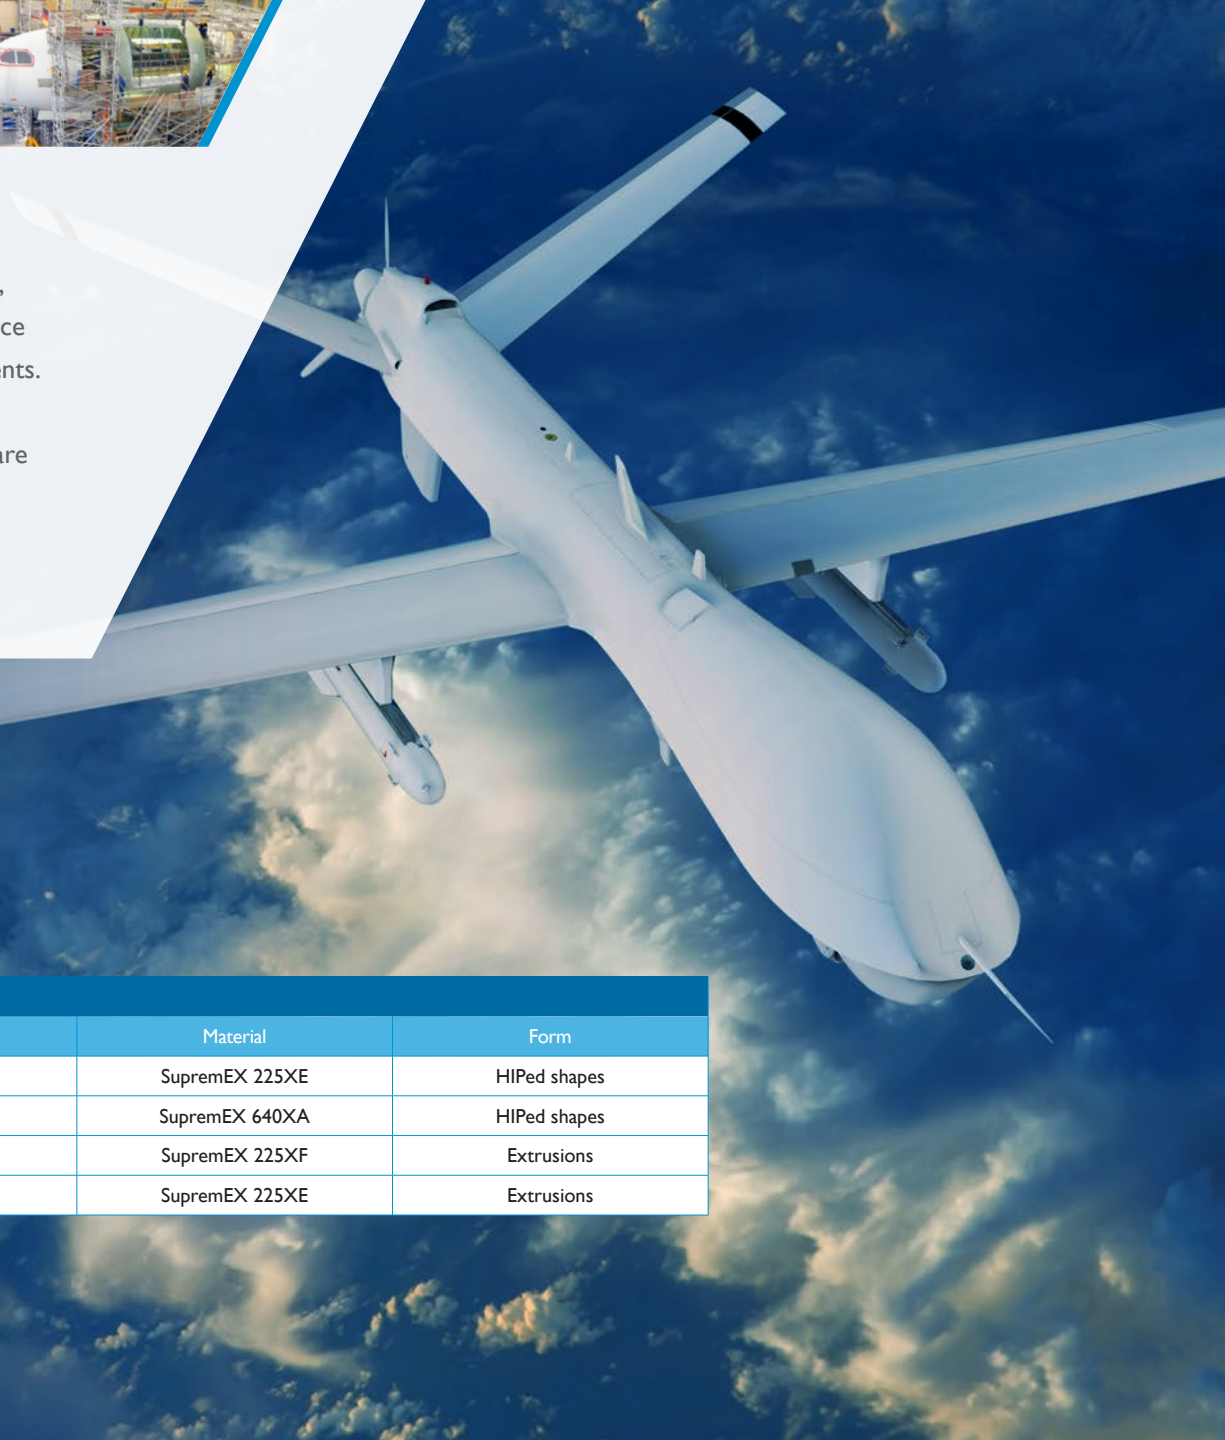 ,
ce
nts.
are
Material Form
SupremEX 225XE HIPed shapes
SupremEX 640XA HIPed shapes
SupremEX 225XF Extrusions
SupremEX 225XE Extrusions